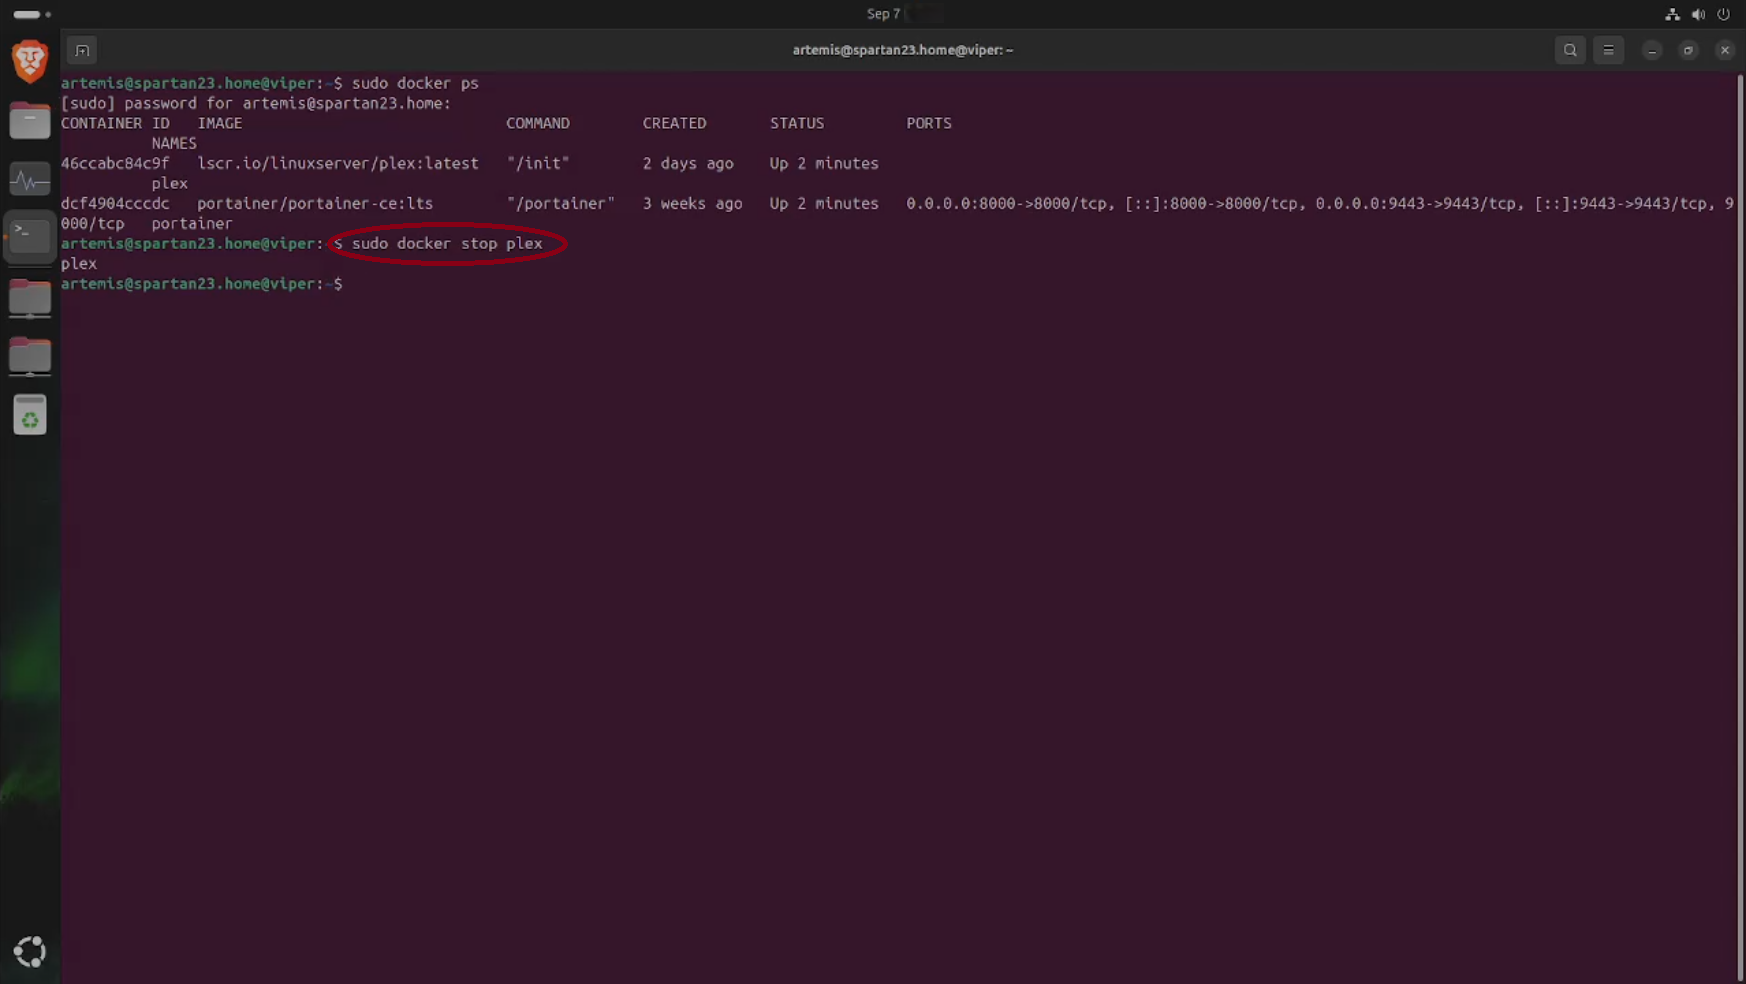 Sep 7
artemis@spartan23.home@viper: ~
artemis@spartan23.home@viper:~$ sudo docker ps
[sudo] password for artemis@spartan23.home:
CONTAINER ID   IMAGE                             COMMAND        CREATED       STATUS         PORTS
          NAMES
46ccabc84c9f   lscr.io/linuxserver/plex:latest   "/init"        2 days ago    Up 2 minutes
          plex
dcf4904cccdc   portainer/portainer-ce:lts        "/portainer"   3 weeks ago   Up 2 minutes   0.0.0.0:8000->8000/tcp, [::]:8000->8000/tcp, 0.0.0.0:9443->9443/tcp, [::]:9443->9443/tcp, 9
000/tcp   portainer
artemis@spartan23.home@viper:~$ sudo docker stop plex
plex
artemis@spartan23.home@viper:~$